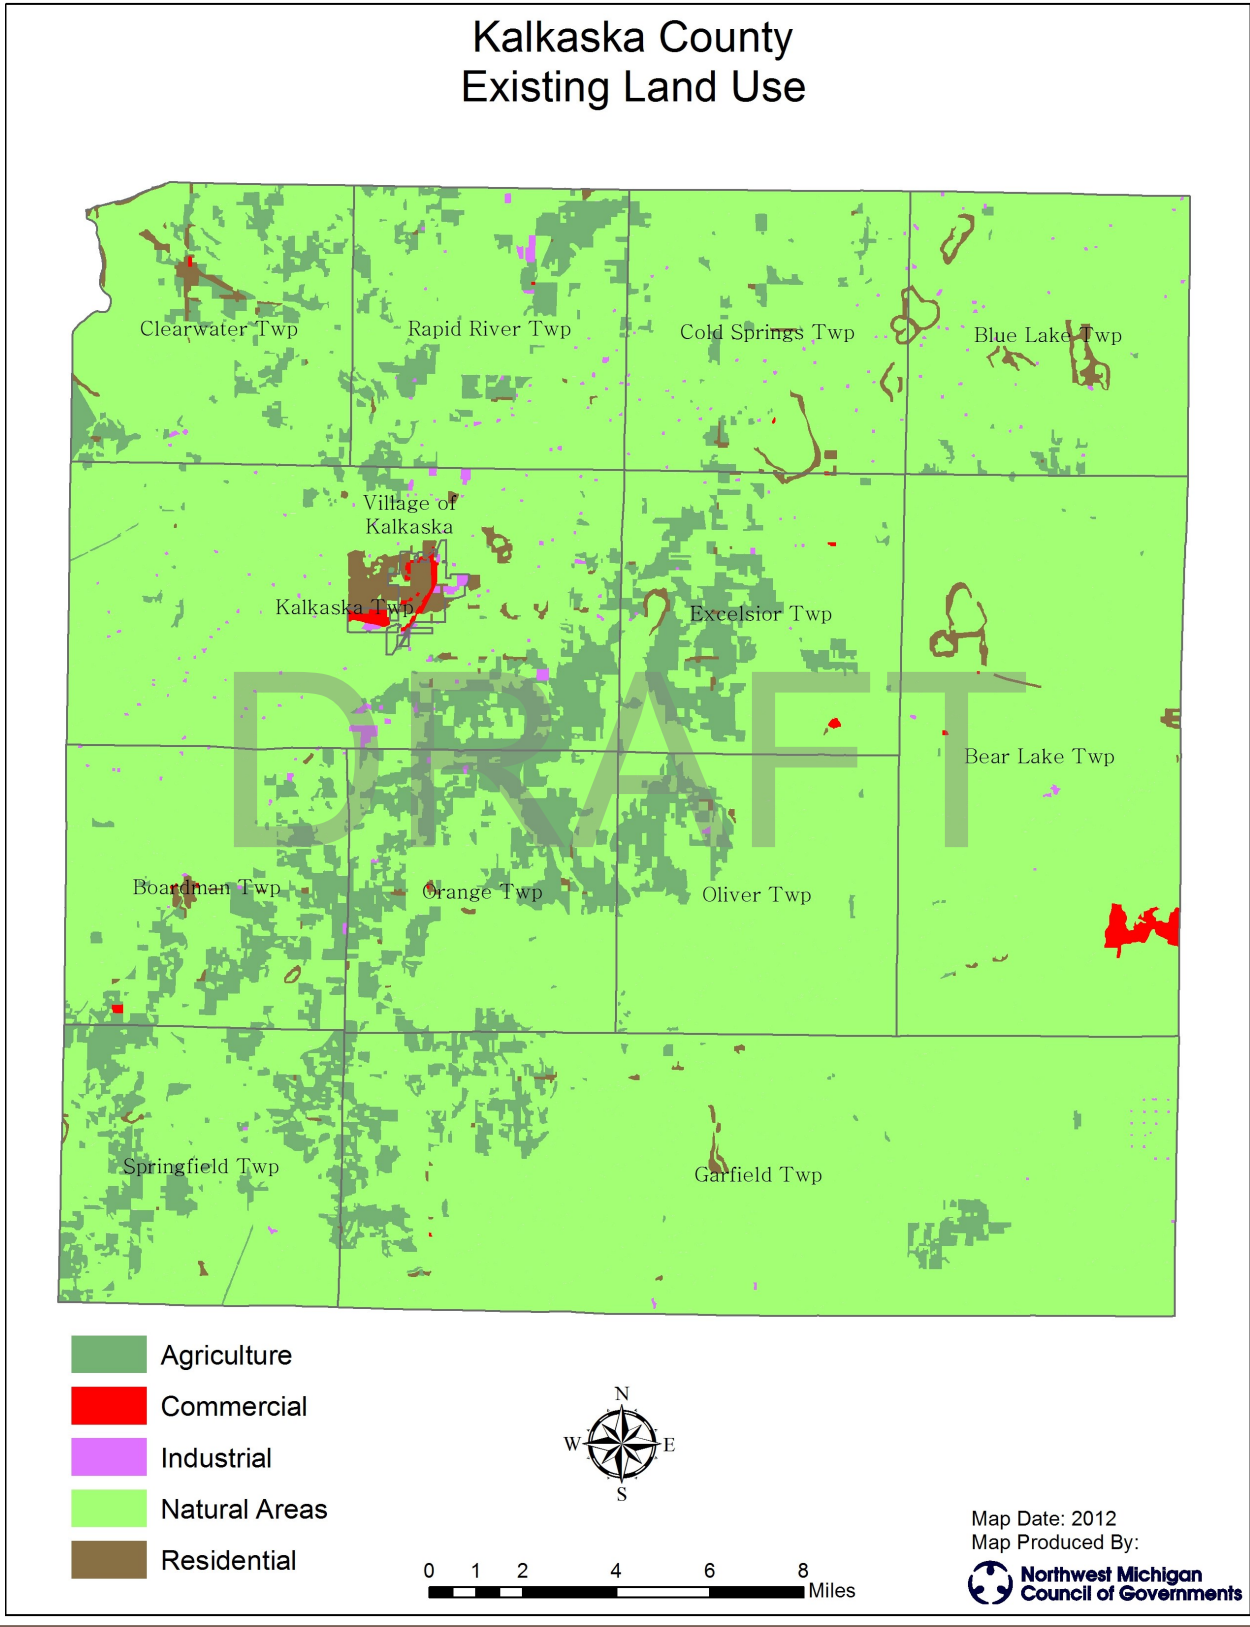 Kalkaska County
Existing Land Use
Clearwater Twp
Rapid River Twp
Cold Springs Twp
Blue Lake Twp
Village of
Kalkaska
Kalkaska Twp
Excelsior Twp
DRAFT
Bear Lake Twp
Boardman Twp
Orange Twp
Oliver Twp
Springfield Twp
Garfield Twp
Agriculture
Commercial
Industrial
Natural Areas
Residential
N
W
E
S
0 1 2 4 6 8
Miles
Map Date: 2012
Map Produced By:
Northwest Michigan
Council of Governments